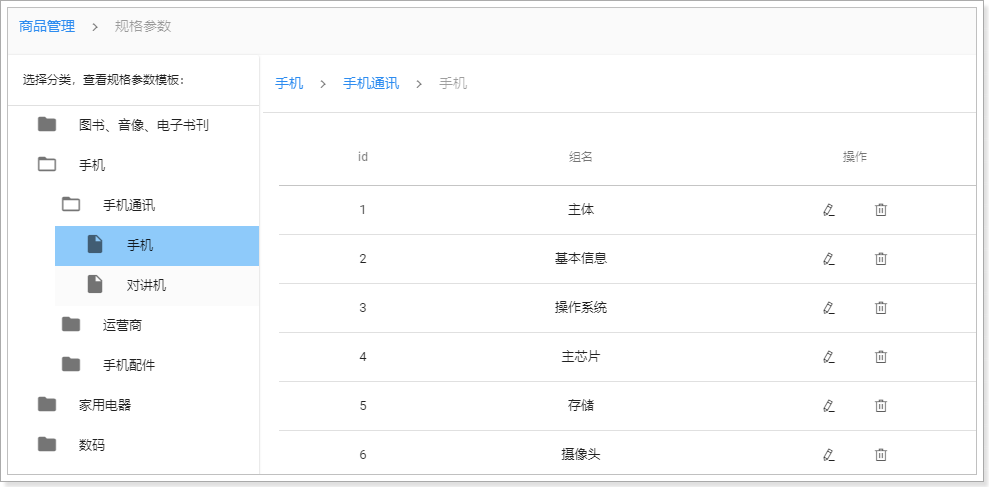 商品管理 > 规格参数
选择分类，查看规格参数模板：
图书、音像、电子书刊
手机
手机通讯
手机
对讲机
运营商
手机配件
家用电器
数码
手机 > 手机通讯 > 手机
id 组名 操作
1 主体
2 基本信息
3 操作系统
4 主芯片
5 存储
6 摄像头